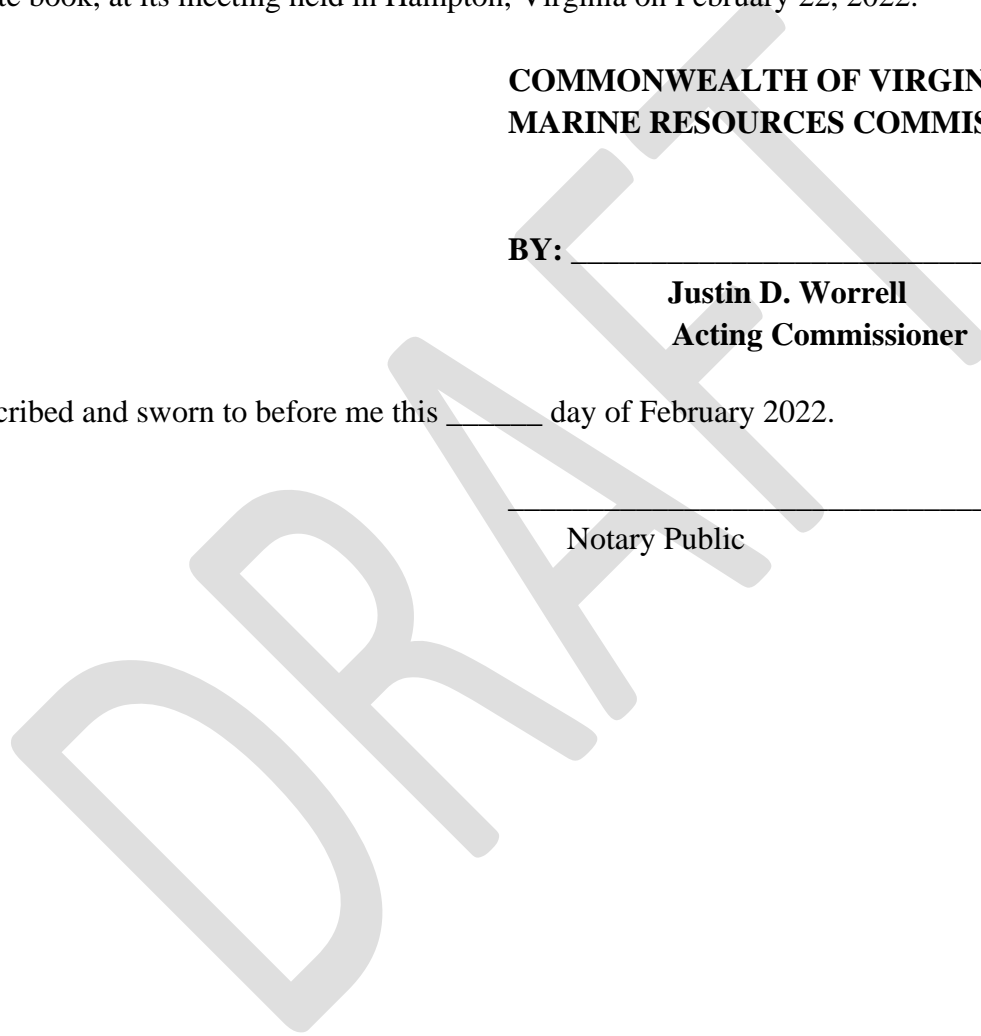 te book, at its meeting held in Hampton, Virginia on February 22, 2022.
COMMONWEALTH OF VIRGIN
MARINE RESOURCES COMMIS
BY: ___________________________
Justin D. Worrell
Acting Commissioner
cribed and sworn to before me this ______ day of February 2022.
______________________________
Notary Public
DRAFT